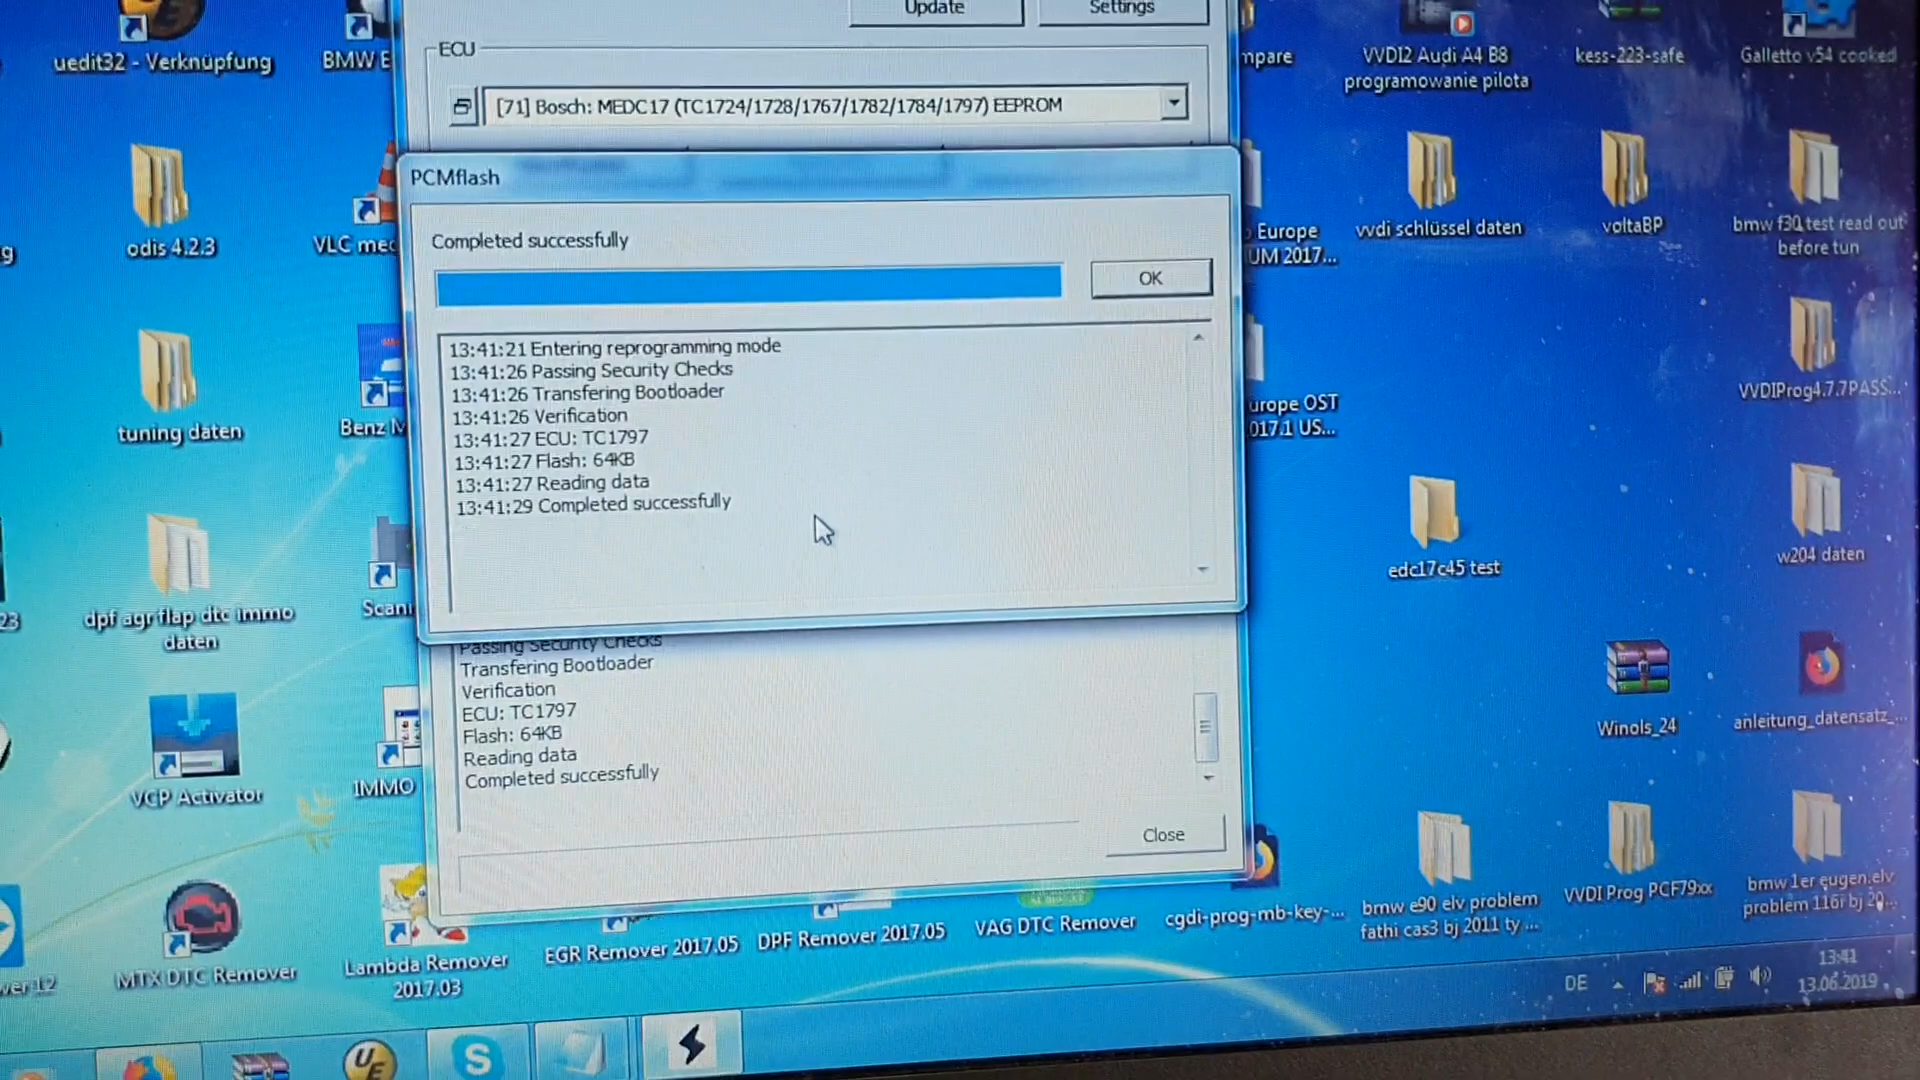 Update
Settings
ECU
[71] Bosch: MEDC17 (TC1724/1728/1767/1782/1784/1797) EEPROM
PCMflash
Completed successfully
OK
13:41:21 Entering reprogramming mode
13:41:26 Passing Security Checks
13:41:26 Transfering Bootloader
13:41:26 Verification
13:41:27 ECU: TC1797
13:41:27 Flash: 64KB
13:41:27 Reading data
13:41:29 Completed successfully
Passing Security Checks
Transfering Bootloader
Verification
ECU: TC1797
Flash: 64KB
Reading data
Completed successfully
Close
uedit32 - Verknüpfung
BMW E
odis 4.2.3
VLC med
tuning daten
Benz M
dpf agr flap dtc immo
daten
Scann
23
VCP Activator
IMMO
MTX DTC Remover
Lambda Remover
2017.03
EGR Remover 2017.05
DPF Remover 2017.05
VAG DTC Remover
cgdi-prog-mb-key-...
ver 12
mpare
VVDI2 Audi A4 B8
programowanie pilota
kess-223-safe
Galletto v54 cooked
Europe
UM 2017...
vvdi schlüssel daten
voltaBP
bmw f30 test read out
before tun
urope OST
017.1 US...
VVDIProg4.7.7PASS...
edc17c45 test
w204 daten
Winols_24
anleitung_datensatz_...
bmw e90 elv problem
fathi cas3 bj 2011 ty ...
VVDI Prog PCF79xx
bmw 1er eugen.elv
problem 116i bj 20...
DE
13:41
13.06.2019
UE
S